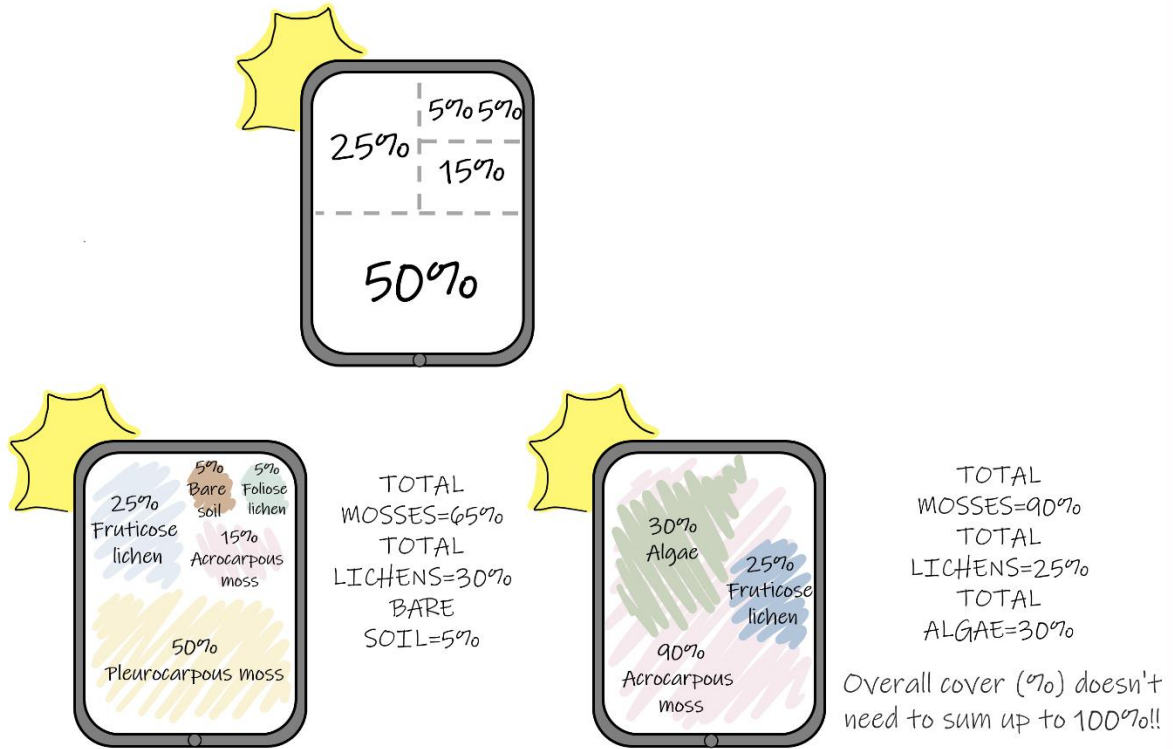 25%
5% 5%
15%
50%
25%
Fruticose
lichen
5%
Bare
soil
5%
Foliose
lichen
15%
Acrocarpous
moss
50%
Pleurocarpous moss
TOTAL
MOSSES=65%
TOTAL
LICHENS=30%
BARE
SOIL=5%
30%
Algae
25%
Fruticose
lichen
90%
Acrocarpous
moss
TOTAL
MOSSES=90%
TOTAL
LICHENS=25%
TOTAL
ALGAE=30%
Overall cover (%) doesn't
need to sum up to 100%!!